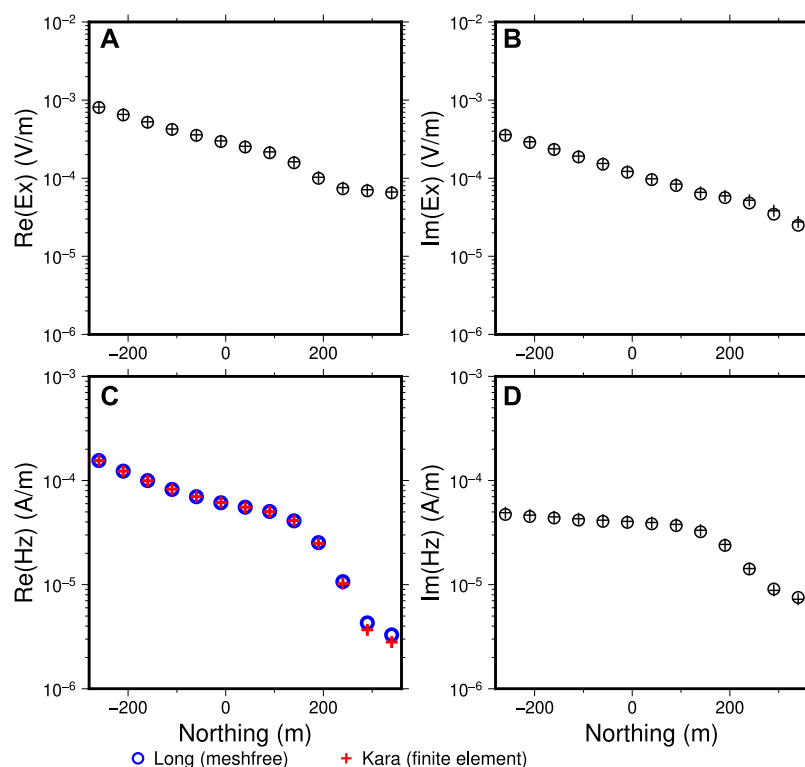 A
B
10⁻²
10⁻³
10⁻⁴
10⁻⁵
10⁻⁶
Re(Ex) (V/m)
−200 0 200
10⁻²
10⁻³
10⁻⁴
10⁻⁵
10⁻⁶
Im(Ex) (V/m)
−200 0 200
C
D
10⁻³
10⁻⁴
10⁻⁵
10⁻⁶
Re(Hz) (A/m)
−200 0 200
Northing (m)
10⁻³
10⁻⁴
10⁻⁵
10⁻⁶
Im(Hz) (A/m)
−200 0 200
Northing (m)
Long (meshfree)
Kara (finite element)